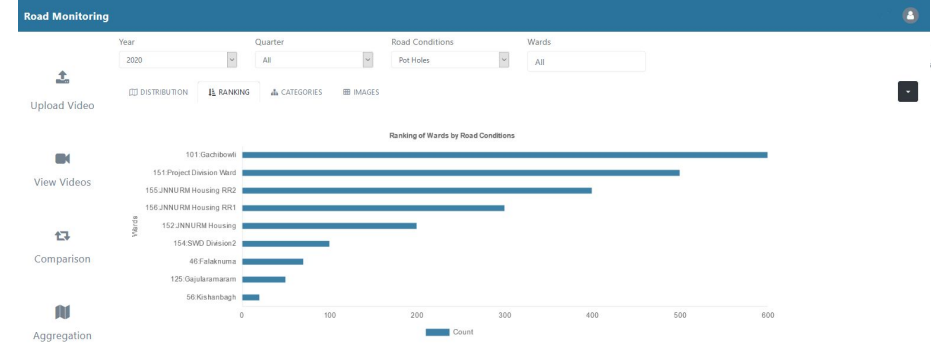 Road Monitoring
Year
Quarter
Road Conditions
Wards
2020
All
Pot Holes
All
DISTRIBUTION
RANKING
CATEGORIES
IMAGES
Upload Video
View Videos
Comparison
Aggregation
Ranking of Wards by Road Conditions
Wards
101:Gachibowli
151:Project Division Ward
155:JNNURM Housing RR2
156:JNNURM Housing RR1
152:JNNURM Housing
154:SWD Division2
46:Falaknuma
125:Gajularamaram
56:Kishanbagh
0 100 200 300 400 500 600
Count